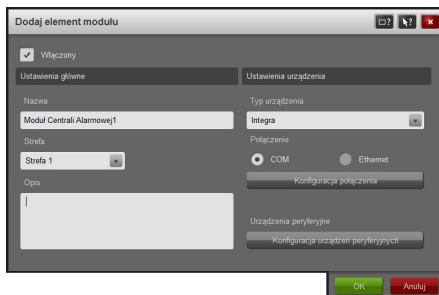 Dodaj element modułu
Włączony
Ustawienia główne
Ustawienia urządzenia
Nazwa
Moduł Centrali Alarmowej1
Strefa
Strefa 1
Opis
Typ urządzenia
Integra
Połączenie
COM
Ethernet
Konfiguracja połączenia
Urządzenia peryferyjne
Konfiguracja urządzeń peryferyjnych
OK
Anuluj